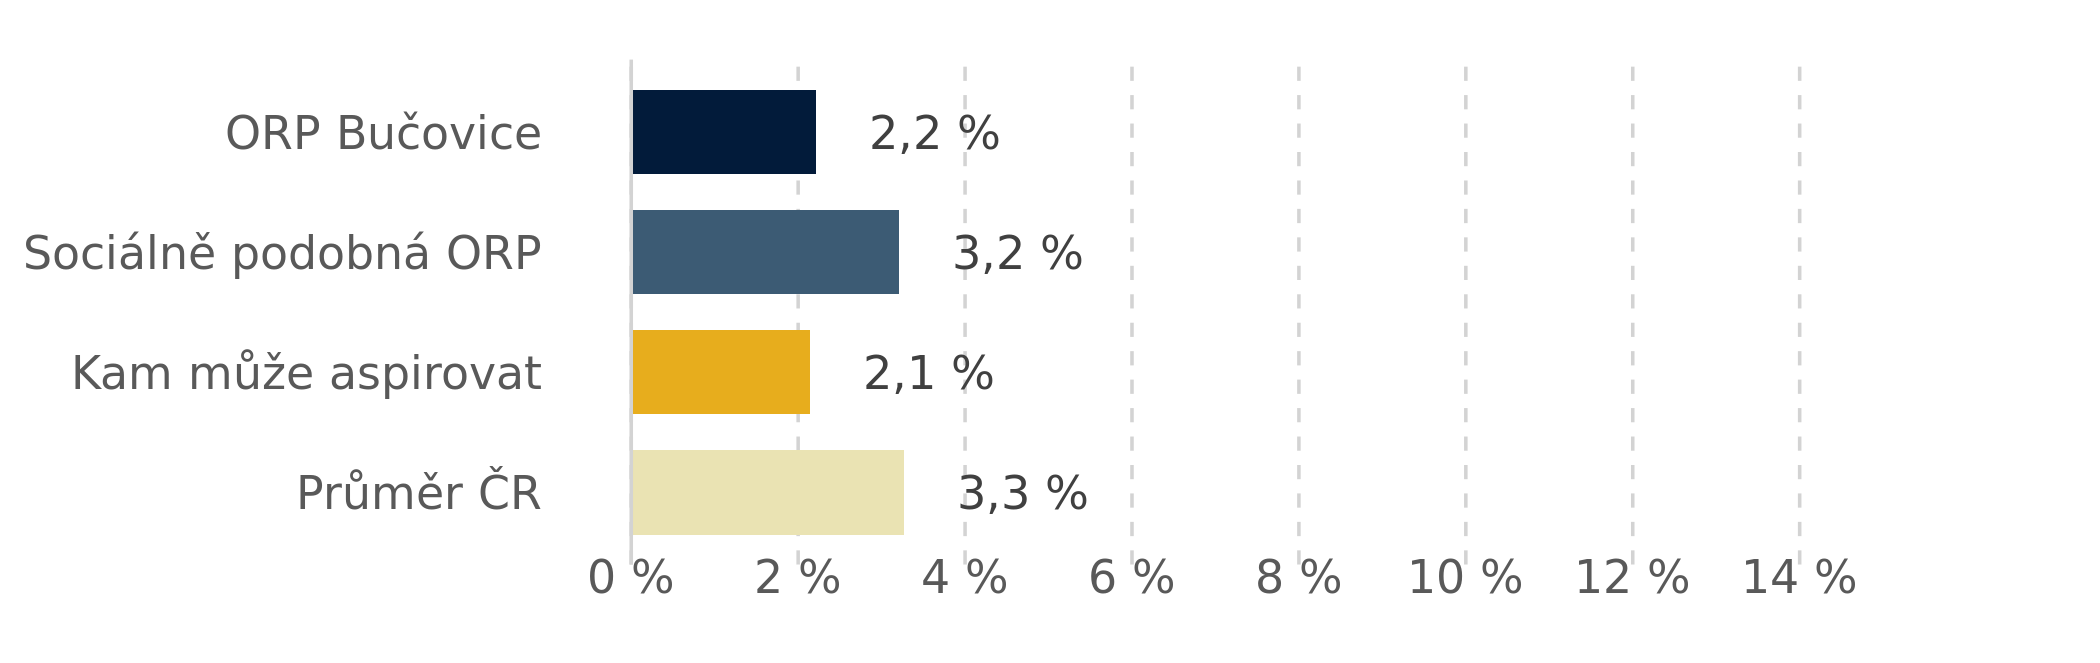 ORP Bučovice 2,2 %
Sociálně podobná ORP 3,2 %
Kam může aspirovat 2,1 %
Průměr ČR 3,3 %
0 % 2 % 4 % 6 % 8 % 10 % 12 % 14 %